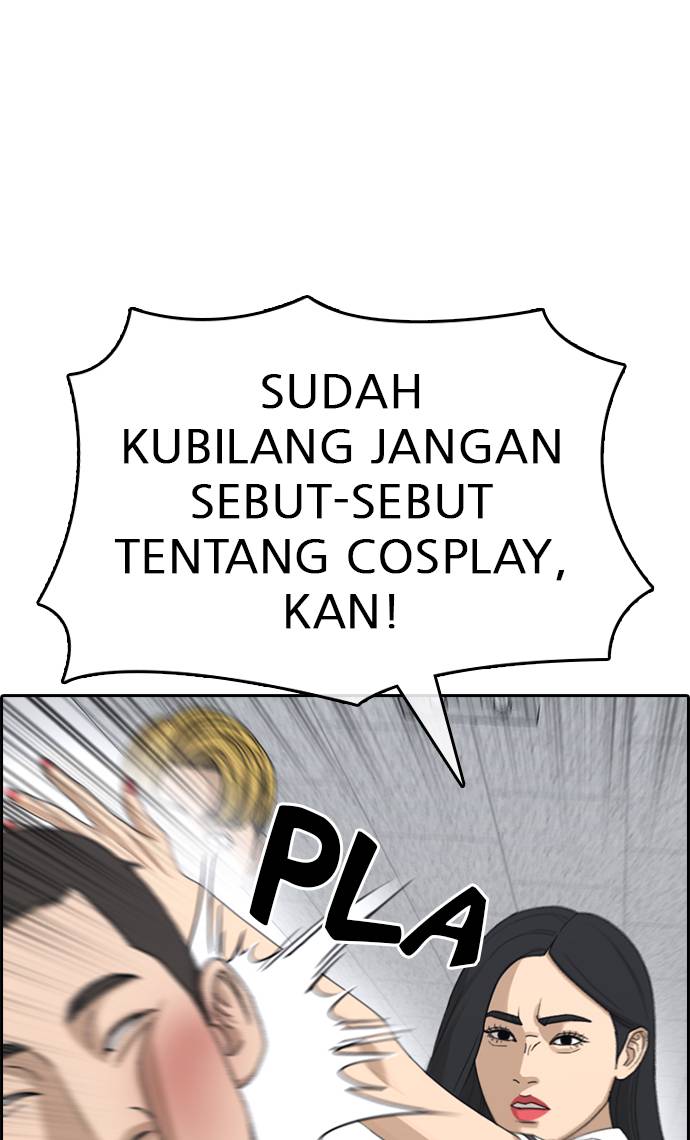 SUDAH
KUBILANG JANGAN
SEBUT-SEBUT
TENTANG COSPLAY,
KAN!
PLA